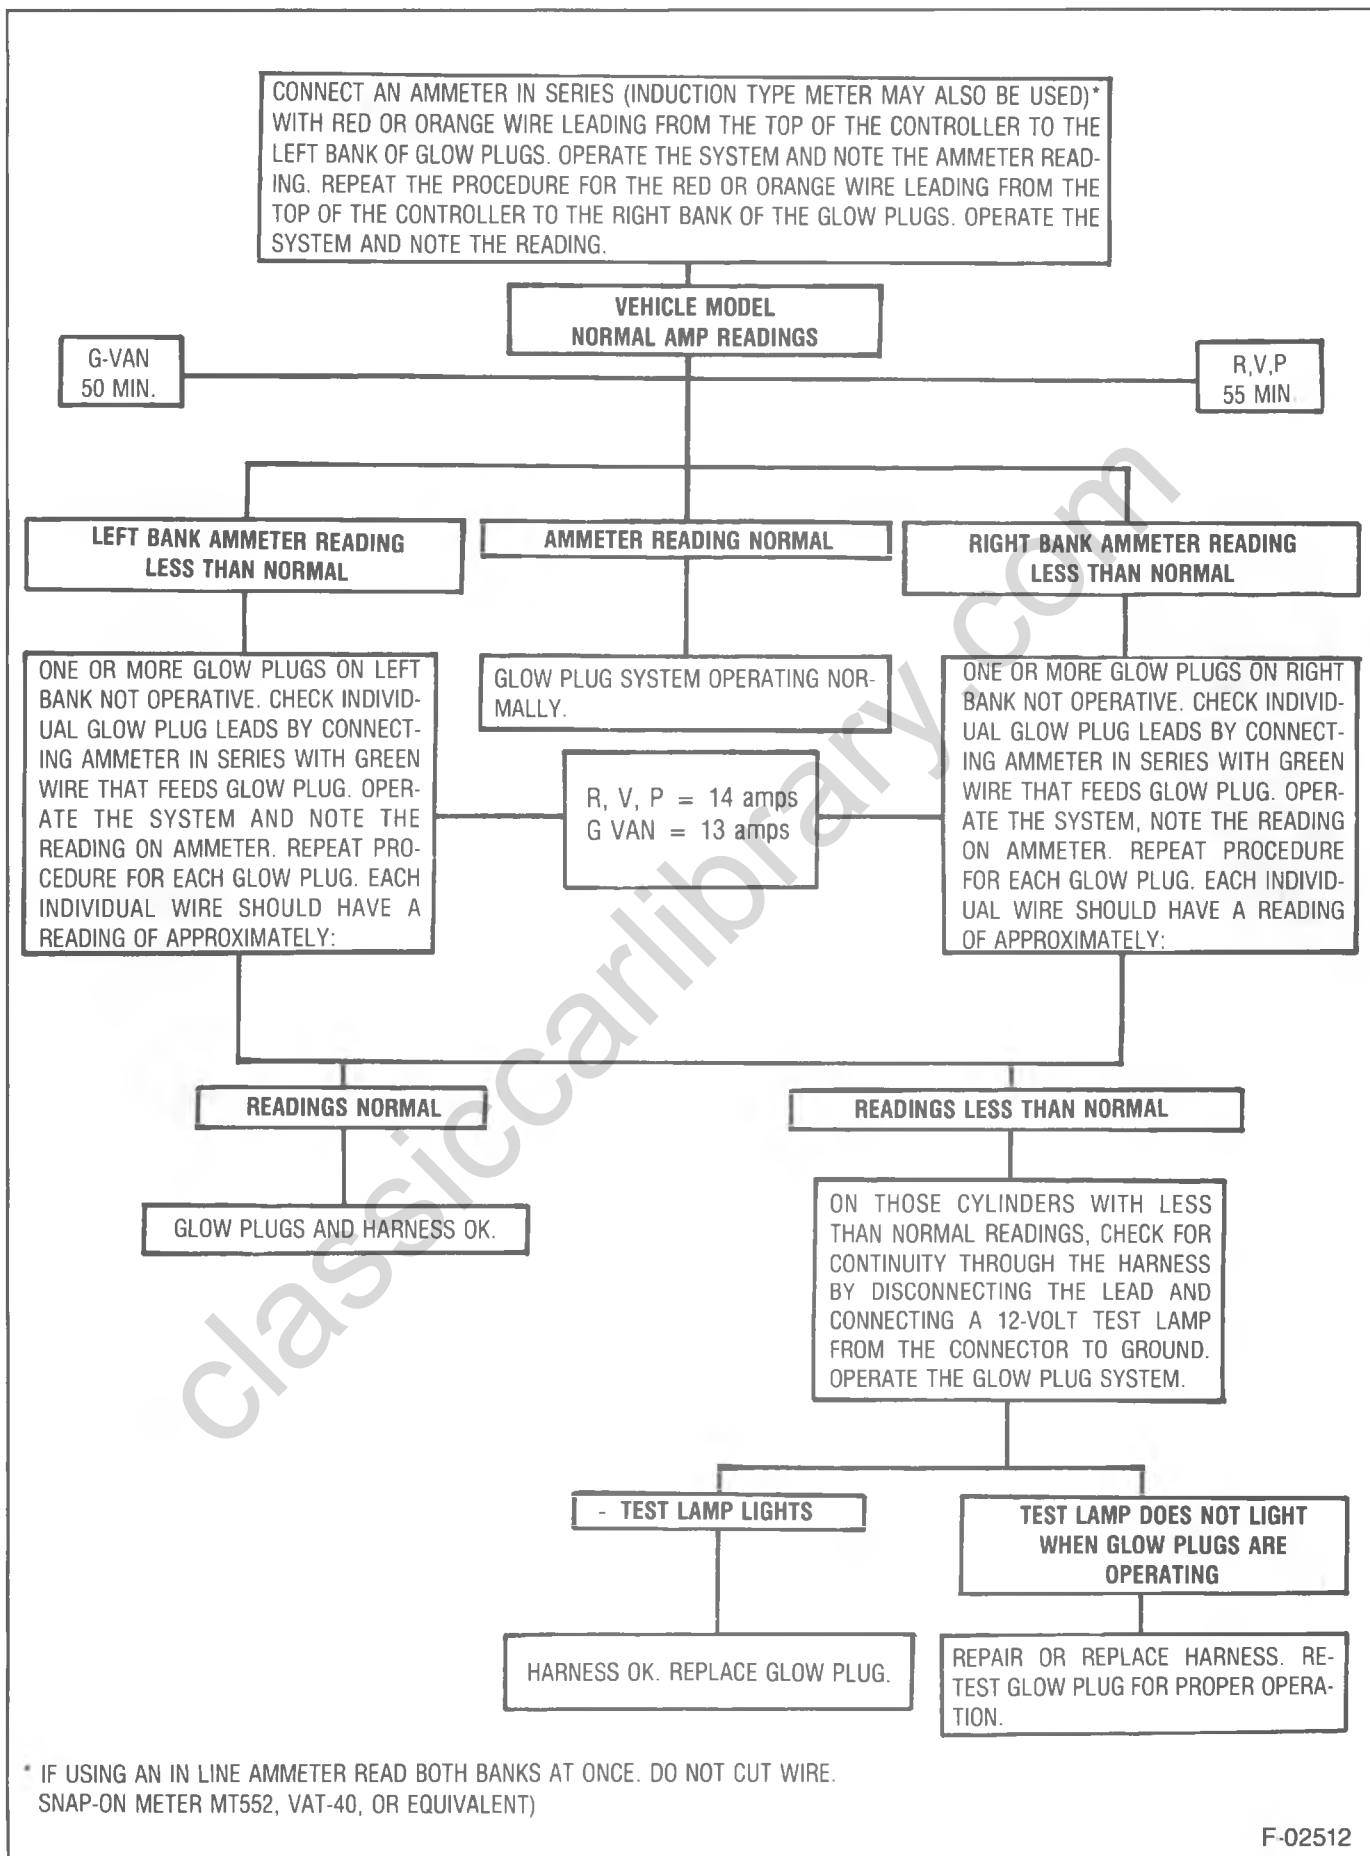 CONNECT AN AMMETER IN SERIES (INDUCTION TYPE METER MAY ALSO BE USED)*
WITH RED OR ORANGE WIRE LEADING FROM THE TOP OF THE CONTROLLER TO THE
LEFT BANK OF GLOW PLUGS. OPERATE THE SYSTEM AND NOTE THE AMMETER READ-
ING. REPEAT THE PROCEDURE FOR THE RED OR ORANGE WIRE LEADING FROM THE
TOP OF THE CONTROLLER TO THE RIGHT BANK OF THE GLOW PLUGS. OPERATE THE
SYSTEM AND NOTE THE READING.
VEHICLE MODEL
NORMAL AMP READINGS
G-VAN
50 MIN.
R,V,P
55 MIN.
LEFT BANK AMMETER READING
LESS THAN NORMAL
AMMETER READING NORMAL
RIGHT BANK AMMETER READING
LESS THAN NORMAL
ONE OR MORE GLOW PLUGS ON LEFT
BANK NOT OPERATIVE. CHECK INDIVID-
UAL GLOW PLUG LEADS BY CONNECT-
ING AMMETER IN SERIES WITH GREEN
WIRE THAT FEEDS GLOW PLUG. OPER-
ATE THE SYSTEM AND NOTE THE
READING ON AMMETER. REPEAT PRO-
CEDURE FOR EACH GLOW PLUG. EACH
INDIVIDUAL WIRE SHOULD HAVE A
READING OF APPROXIMATELY:
GLOW PLUG SYSTEM OPERATING NOR-
MALLY.
R, V, P = 14 amps
G VAN = 13 amps
ONE OR MORE GLOW PLUGS ON RIGHT
BANK NOT OPERATIVE. CHECK INDIVID-
UAL GLOW PLUG LEADS BY CONNECT-
ING AMMETER IN SERIES WITH GREEN
WIRE THAT FEEDS GLOW PLUG. OPER-
ATE THE SYSTEM, NOTE THE READING
ON AMMETER. REPEAT PROCEDURE
FOR EACH GLOW PLUG. EACH INDIVID-
UAL WIRE SHOULD HAVE A READING
OF APPROXIMATELY:
READINGS NORMAL
READINGS LESS THAN NORMAL
GLOW PLUGS AND HARNESS OK.
ON THOSE CYLINDERS WITH LESS
THAN NORMAL READINGS, CHECK FOR
CONTINUITY THROUGH THE HARNESS
BY DISCONNECTING THE LEAD AND
CONNECTING A 12-VOLT TEST LAMP
FROM THE CONNECTOR TO GROUND.
OPERATE THE GLOW PLUG SYSTEM.
- TEST LAMP LIGHTS
TEST LAMP DOES NOT LIGHT
WHEN GLOW PLUGS ARE
OPERATING
HARNESS OK. REPLACE GLOW PLUG.
REPAIR OR REPLACE HARNESS. RE-
TEST GLOW PLUG FOR PROPER OPERA-
TION.
* IF USING AN IN LINE AMMETER READ BOTH BANKS AT ONCE. DO NOT CUT WIRE.
SNAP-ON METER MT552, VAT-40, OR EQUIVALENT)
F-02512
classiccarlibrary.com